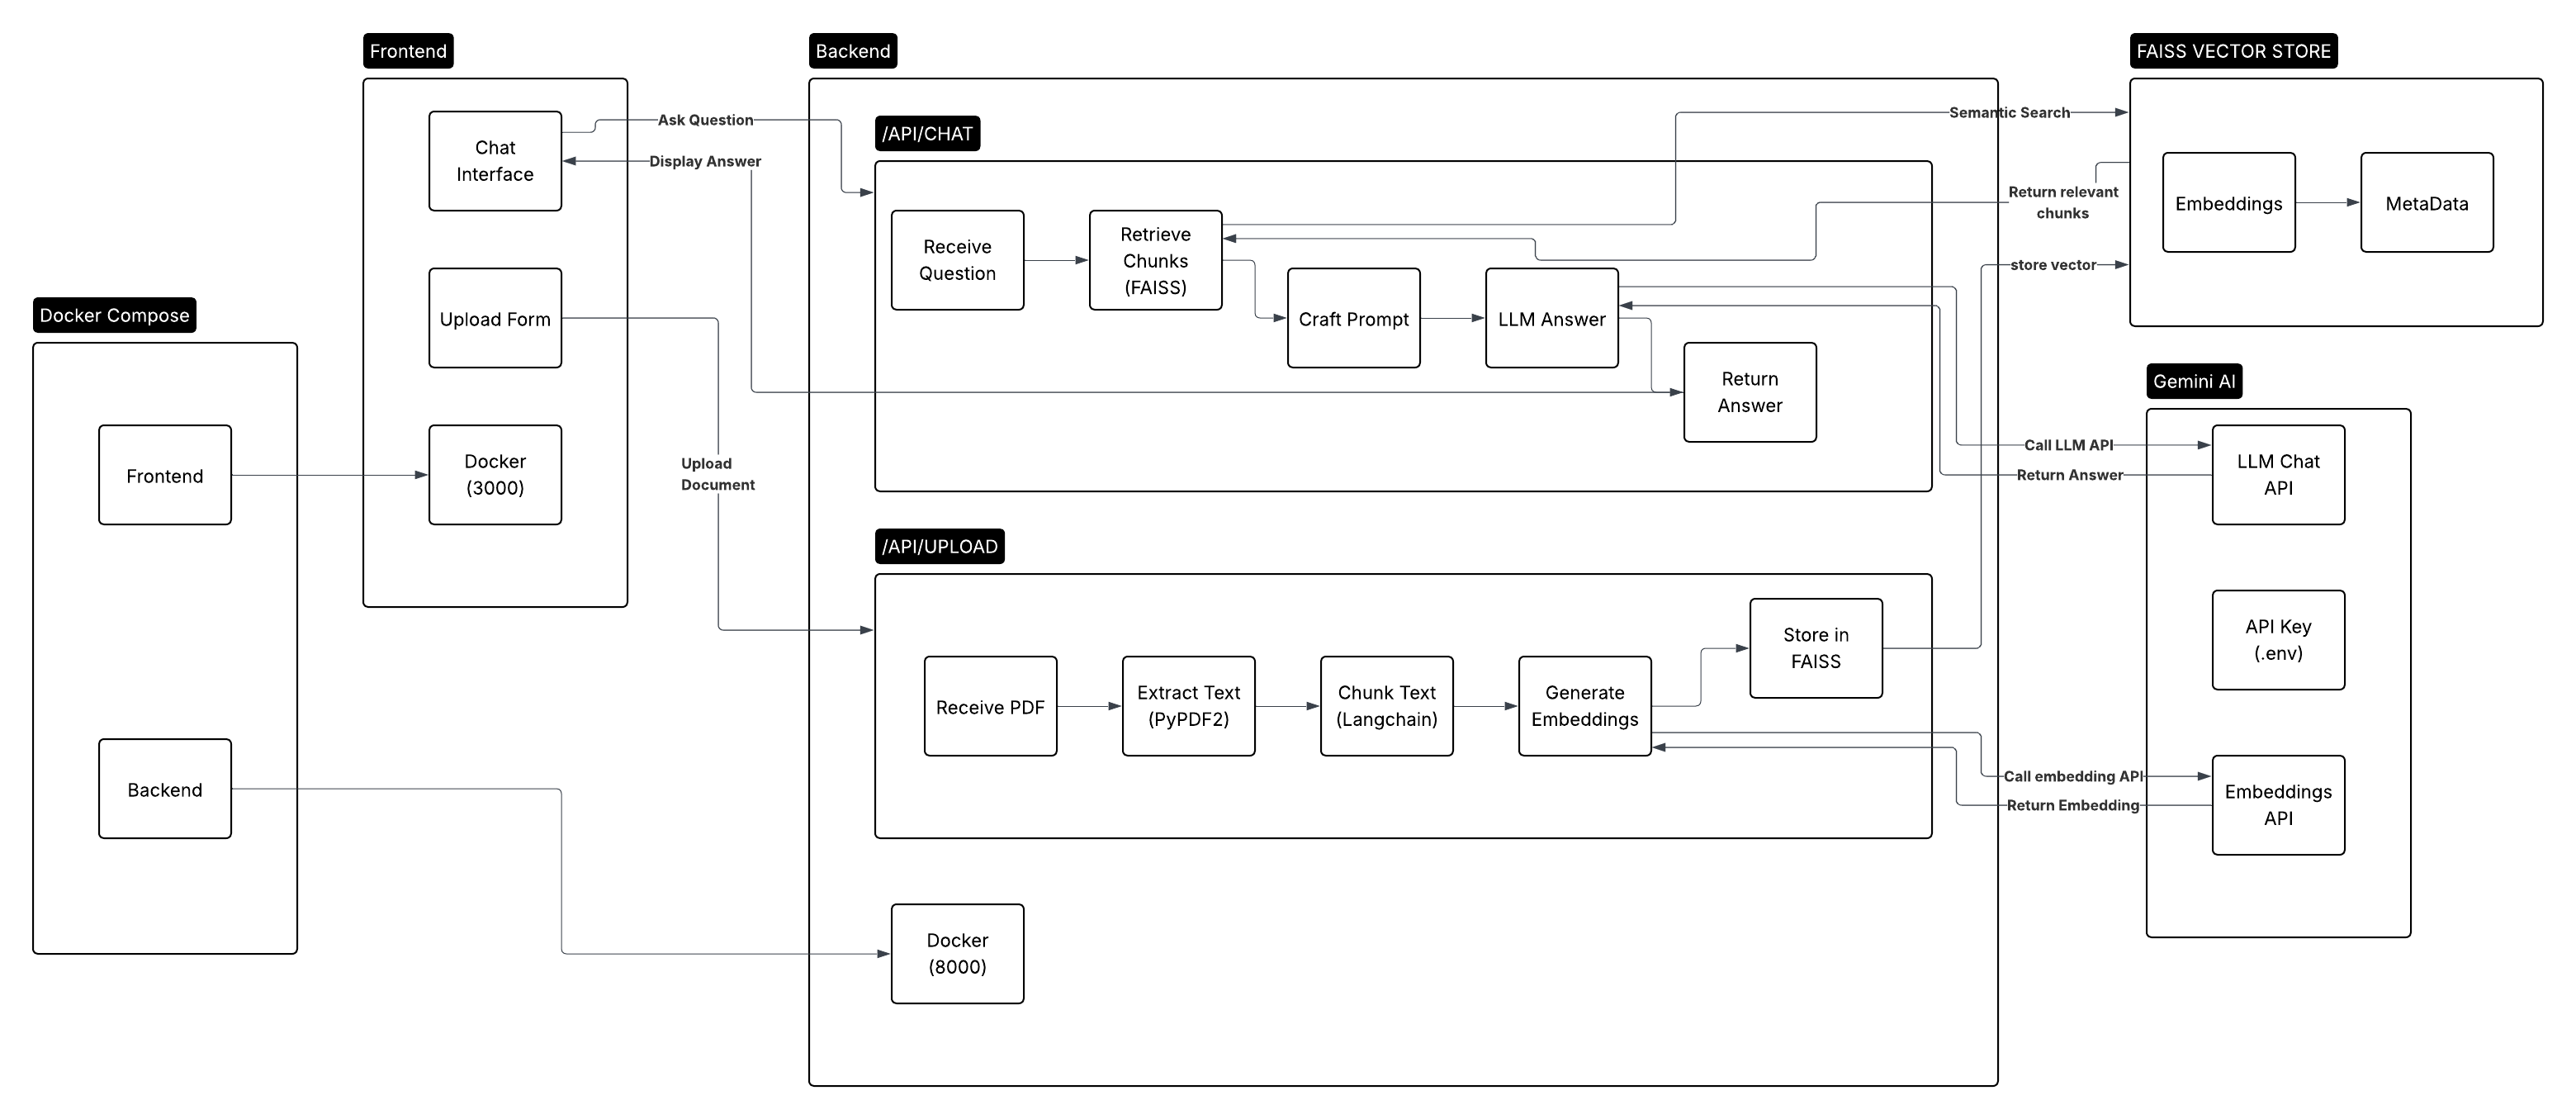 Docker Compose
Frontend
Backend
Frontend
Chat
Interface
Upload Form
Docker
(3000)
Ask Question
Display Answer
Upload
Document
Backend
/API/CHAT
Receive
Question
Retrieve
Chunks
(FAISS)
Craft Prompt
LLM Answer
Return
Answer
/API/UPLOAD
Receive PDF
Extract Text
(PyPDF2)
Chunk Text
(Langchain)
Generate
Embeddings
Store in
FAISS
Docker
(8000)
Semantic Search
Return relevant
chunks
store vector
Call LLM API
Return Answer
Call embedding API
Return Embedding
FAISS VECTOR STORE
Embeddings
MetaData
Gemini AI
LLM Chat
API
API Key
(.env)
Embeddings
API